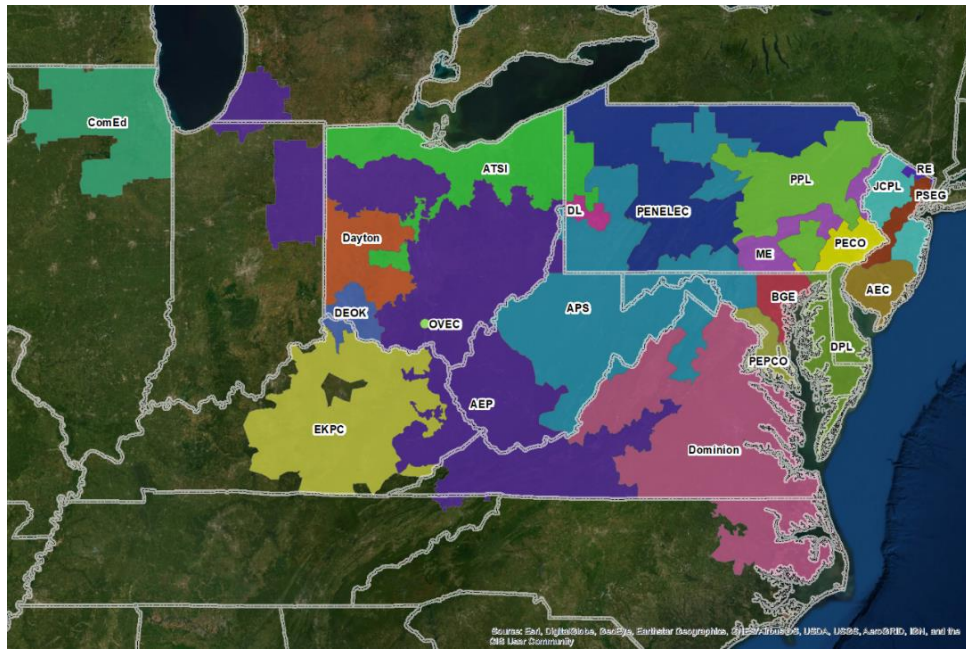 ComEd
ATSI
PPL
RE
JCPL
PSEG
DL
PENELEC
Dayton
ME
PECO
AEC
BGE
DEOK
OVEC
APS
DPL
PEPCO
AEP
EKPC
Dominion
Source: Esri, DigitalGlobe, GeoEye, Earthstar Geographics, CNES/Airbus DS, USDA, USGS, AeroGRID, IGN, and the
GIS User Community